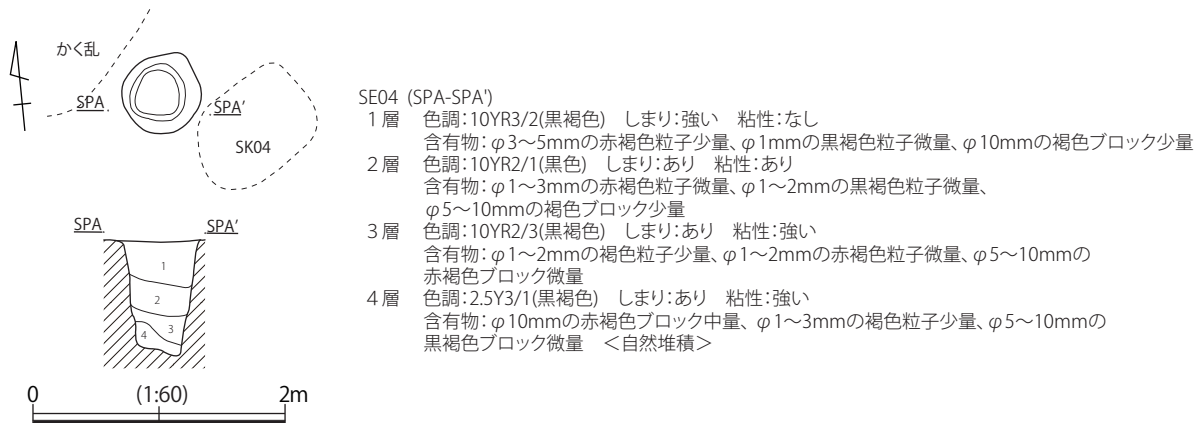 かく乱
SPA
SPA'
SK04
SPA
SPA'
1
2
3
4
0
(1:60)
2m
SE04 (SPA-SPA')
1層 色調:10YR3/2(黒褐色) しまり:強い 粘性:なし
含有物:φ3~5mmの赤褐色粒子少量、φ1mmの黒褐色粒子微量、φ10mmの褐色ブロック少量
2層 色調:10YR2/1(黒色) しまり:あり 粘性:あり
含有物:φ1~3mmの赤褐色粒子微量、φ1~2mmの黒褐色粒子微量、
φ5~10mmの褐色ブロック少量
3層 色調:10YR2/3(黒褐色) しまり:あり 粘性:強い
含有物:φ1~2mmの褐色粒子少量、φ1~2mmの赤褐色粒子微量、φ5~10mmの
赤褐色ブロック微量
4層 色調:2.5Y3/1(黒褐色) しまり:あり 粘性:強い
含有物:φ10mmの赤褐色ブロック中量、φ1~3mmの褐色粒子少量、φ5~10mmの
黒褐色ブロック微量 <自然堆積>